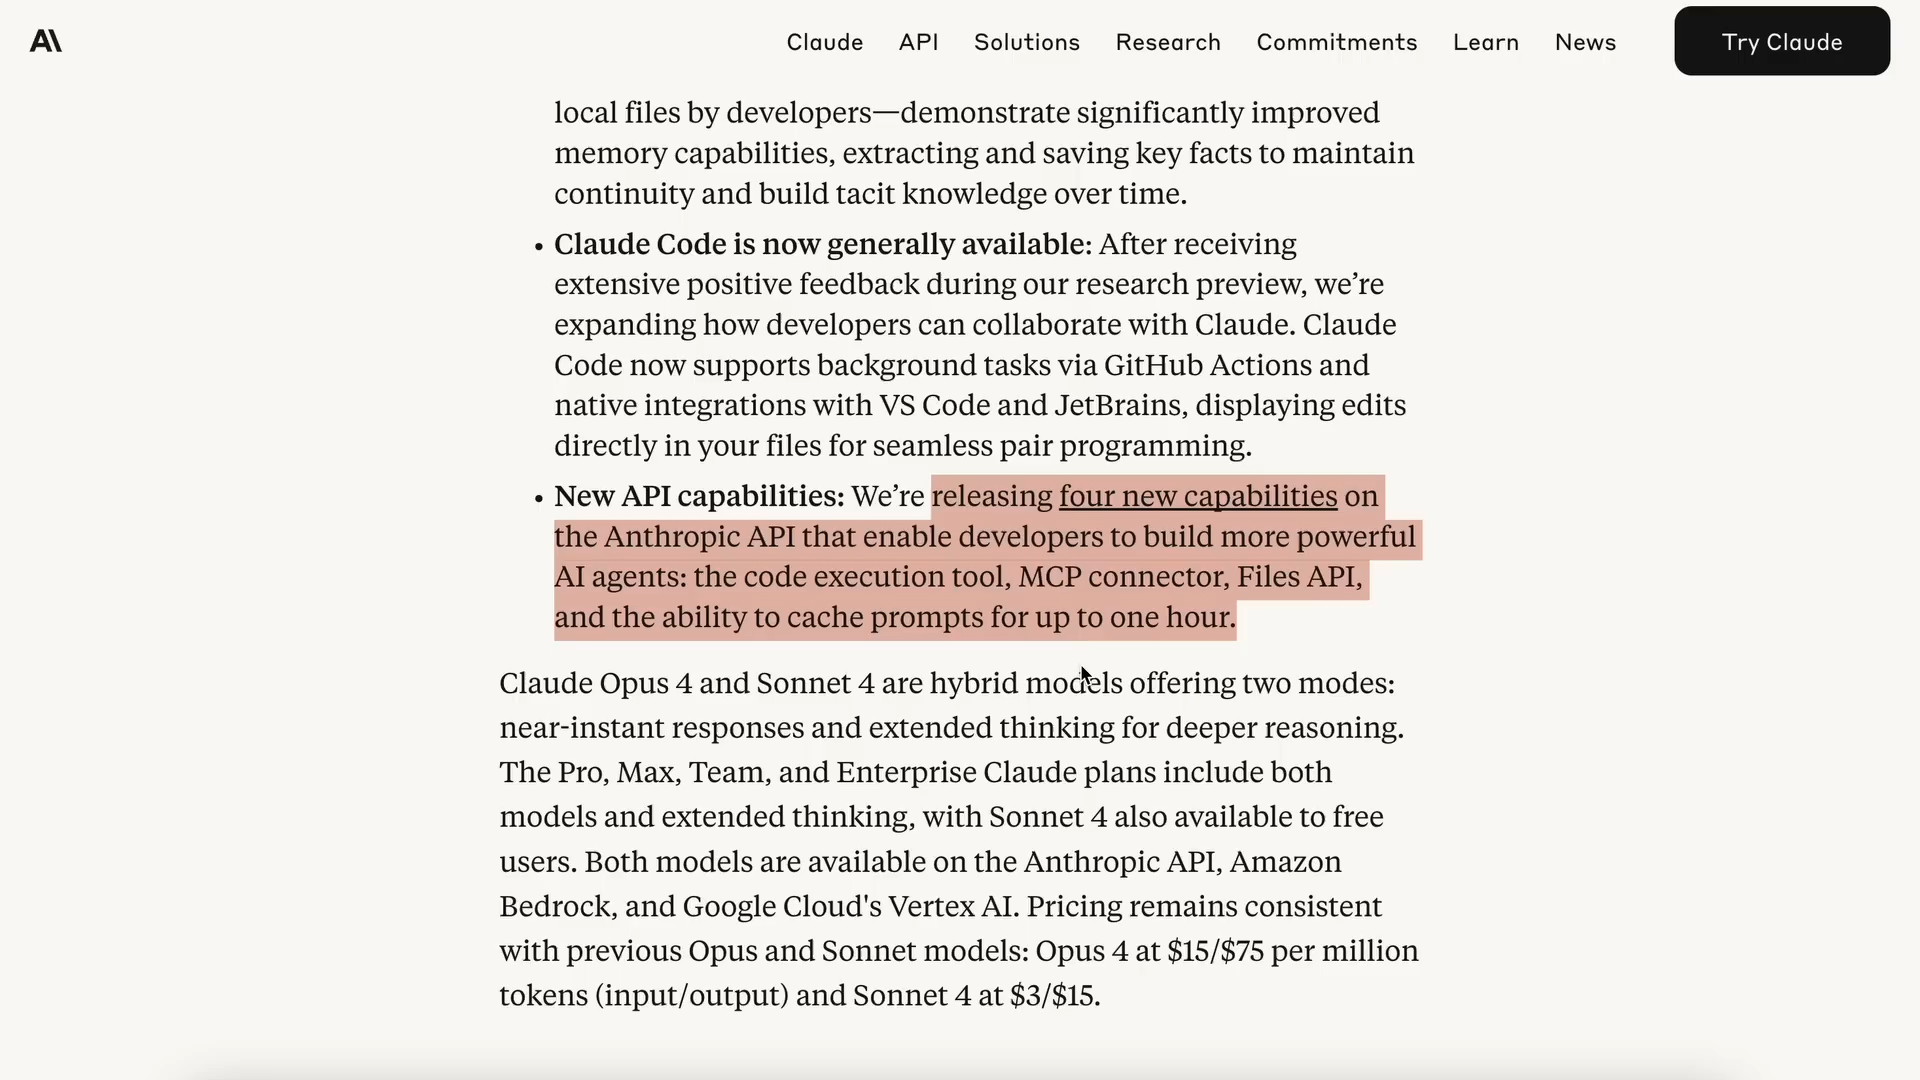 A\
Claude API Solutions Research Commitments Learn News Try Claude
local files by developers—demonstrate significantly improved
memory capabilities, extracting and saving key facts to maintain
continuity and build tacit knowledge over time.
• Claude Code is now generally available: After receiving
extensive positive feedback during our research preview, we’re
expanding how developers can collaborate with Claude. Claude
Code now supports background tasks via GitHub Actions and
native integrations with VS Code and JetBrains, displaying edits
directly in your files for seamless pair programming.
• New API capabilities: We’re releasing four new capabilities on
the Anthropic API that enable developers to build more powerful
AI agents: the code execution tool, MCP connector, Files API,
and the ability to cache prompts for up to one hour.
Claude Opus 4 and Sonnet 4 are hybrid models offering two modes:
near-instant responses and extended thinking for deeper reasoning.
The Pro, Max, Team, and Enterprise Claude plans include both
models and extended thinking, with Sonnet 4 also available to free
users. Both models are available on the Anthropic API, Amazon
Bedrock, and Google Cloud's Vertex AI. Pricing remains consistent
with previous Opus and Sonnet models: Opus 4 at $15/$75 per million
tokens (input/output) and Sonnet 4 at $3/$15.